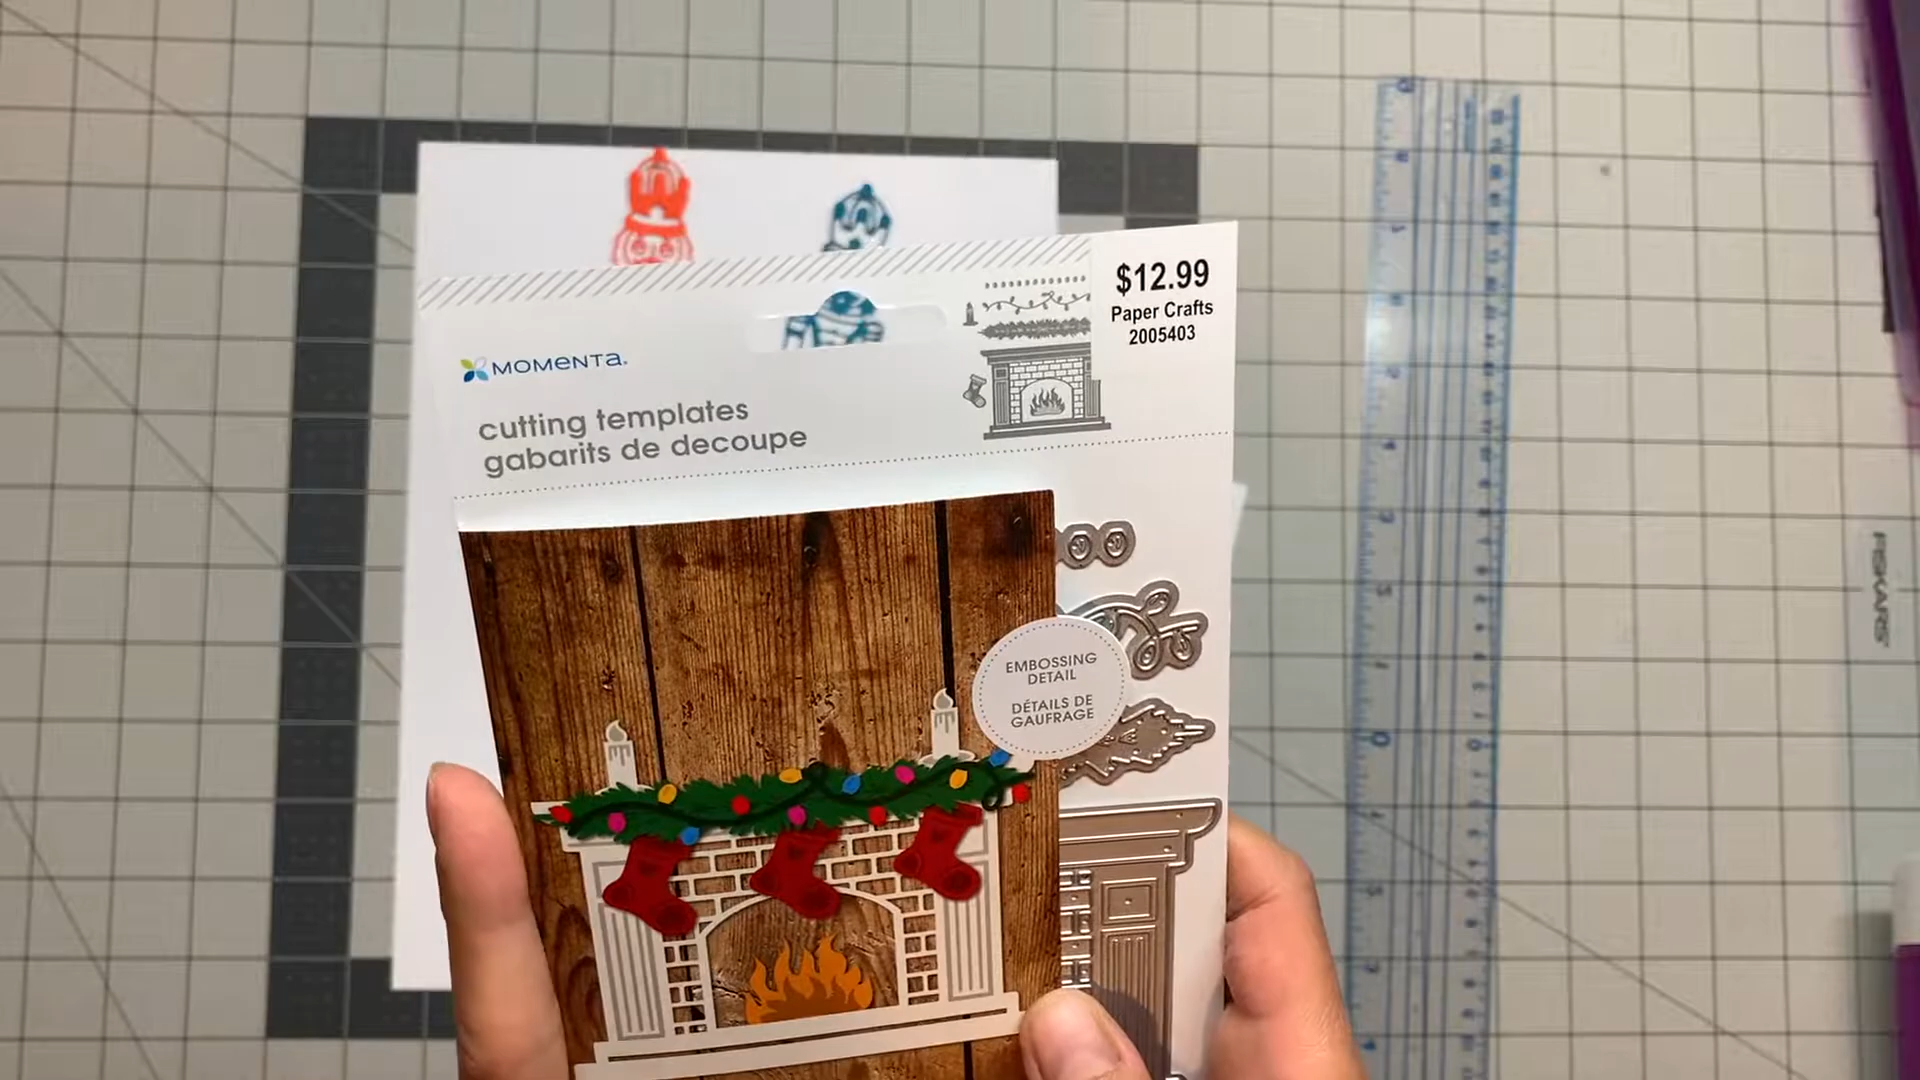 $12.99
Paper Crafts
2005403
MOMENTA.
cutting templates
gabarits de decoupe
EMBOSSING
DETAIL
DÉTAILS DE
GAUFRAGE
FISKARS